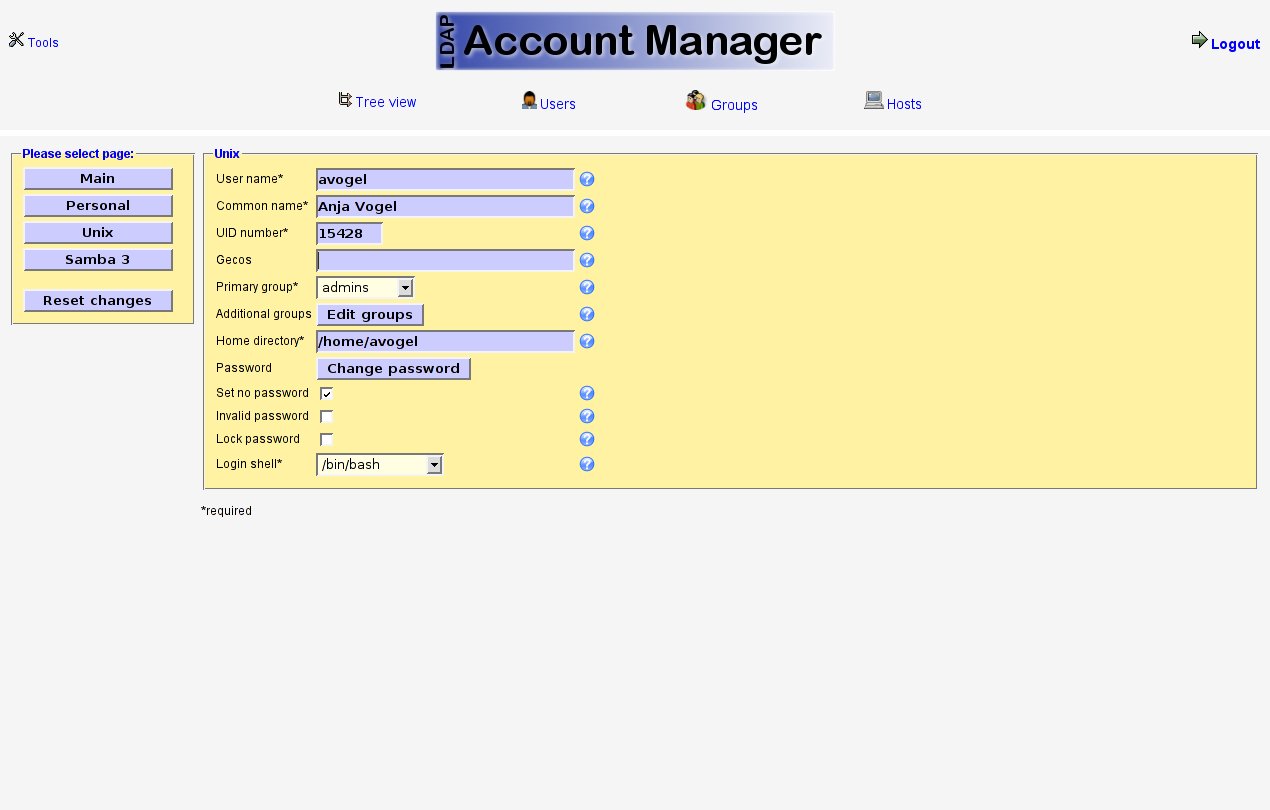 Tools
LDAP Account Manager
Logout
Tree view Users Groups Hosts
Please select page:
Main
Personal
Unix
Samba 3
Reset changes
Unix
User name* avogel
Common name* Anja Vogel
UID number* 15428
Gecos
Primary group* admins
Additional groups Edit groups
Home directory* /home/avogel
Password Change password
Set no password
Invalid password
Lock password
Login shell* /bin/bash
*required